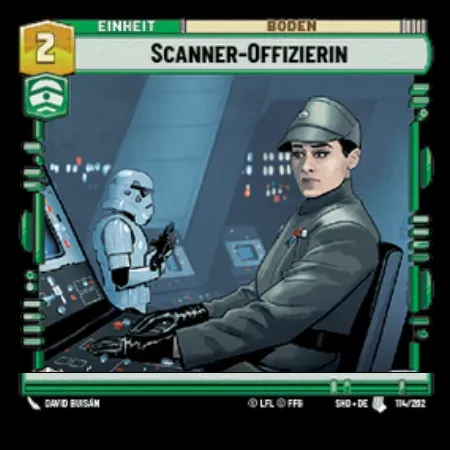 EINHEIT
BODEN
2
SCANNER-OFFIZIERIN
DAVID BUISÁN
© LFL © FFG
SHD • DE
114/262